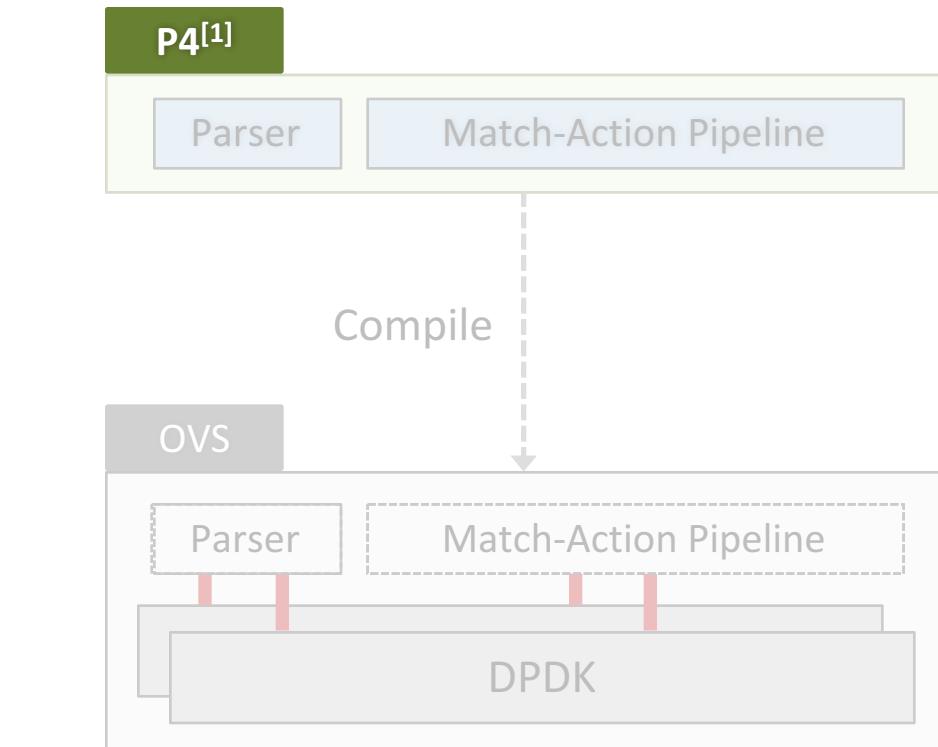 P4[1]
Parser
Match-Action Pipeline
Compile
OVS
Parser
Match-Action Pipeline
DPDK